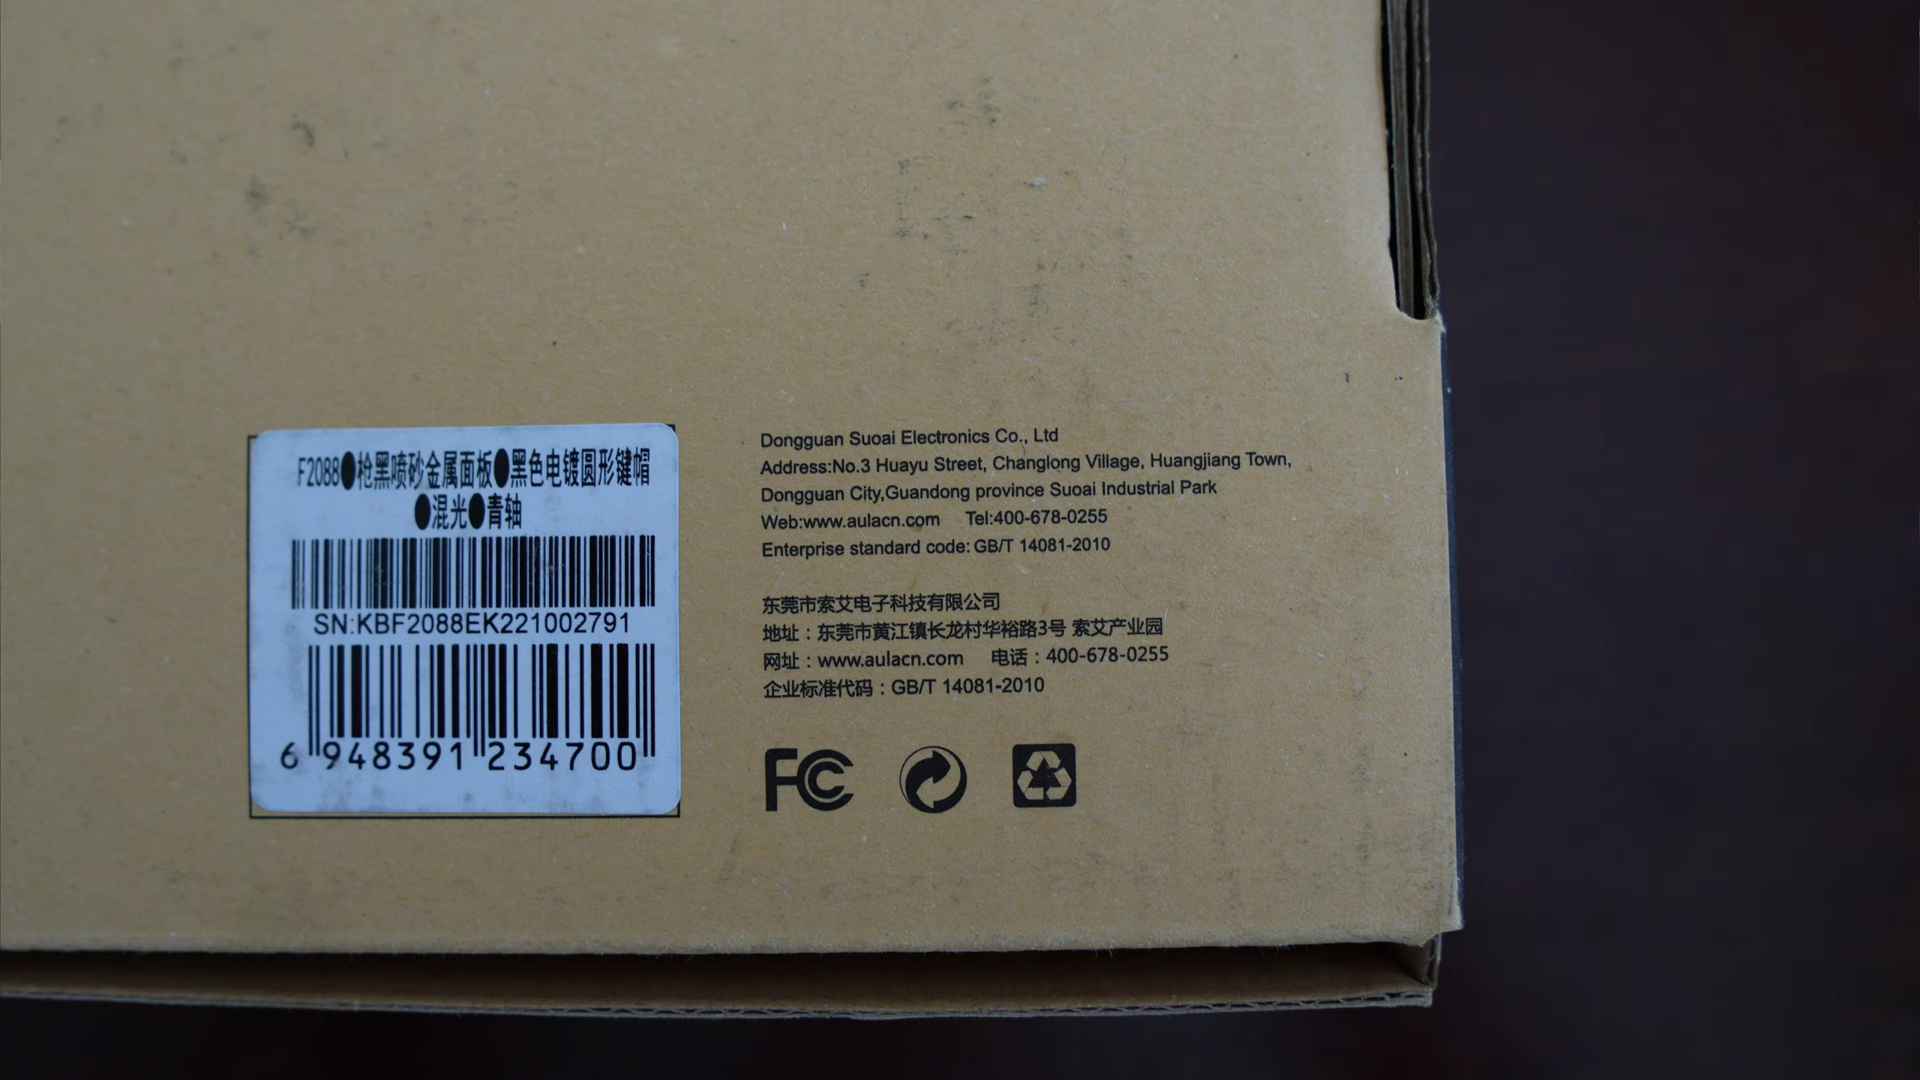 F2088●枪黑喷砂金属面板●黑色电镀圆形键帽
●混光●青轴
SN:KBF2088EK221002791
6 948391 234700
Dongguan Suoai Electronics Co., Ltd
Address:No.3 Huayu Street, Changlong Village, Huangjiang Town,
Dongguan City,Guandong province Suoai Industrial Park
Web:www.aulacn.com Tel:400-678-0255
Enterprise standard code: GB/T 14081-2010
东莞市索艾电子科技有限公司
地址：东莞市黄江镇长龙村华裕路3号 索艾产业园
网址：www.aulacn.com 电话：400-678-0255
企业标准代码：GB/T 14081-2010
FC